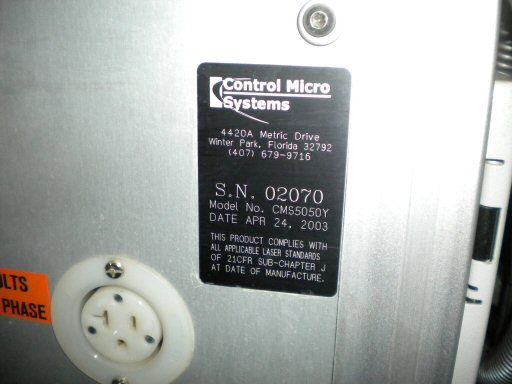 Control Micro
Systems
4420A Metric Drive
Winter Park, Florida 32792
(407) 679-9716
S.N. 02070
Model No. CMS5050Y
DATE APR 24, 2003
THIS PRODUCT COMPLIES WITH
ALL APPLICABLE LASER STANDARDS
OF 21CFR SUB-CHAPTER J
AT DATE OF MANUFACTURE.
PHASE